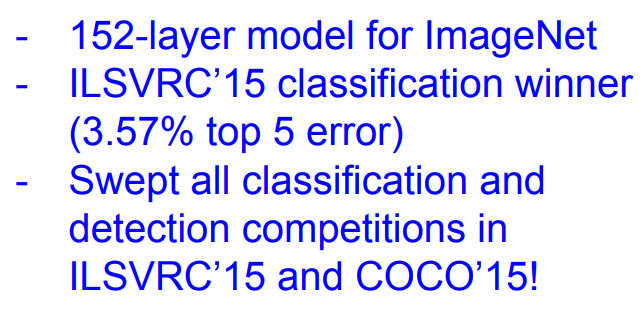 - 152-layer model for ImageNet
- ILSVRC’15 classification winner
(3.57% top 5 error)
- Swept all classification and
detection competitions in
ILSVRC’15 and COCO’15!